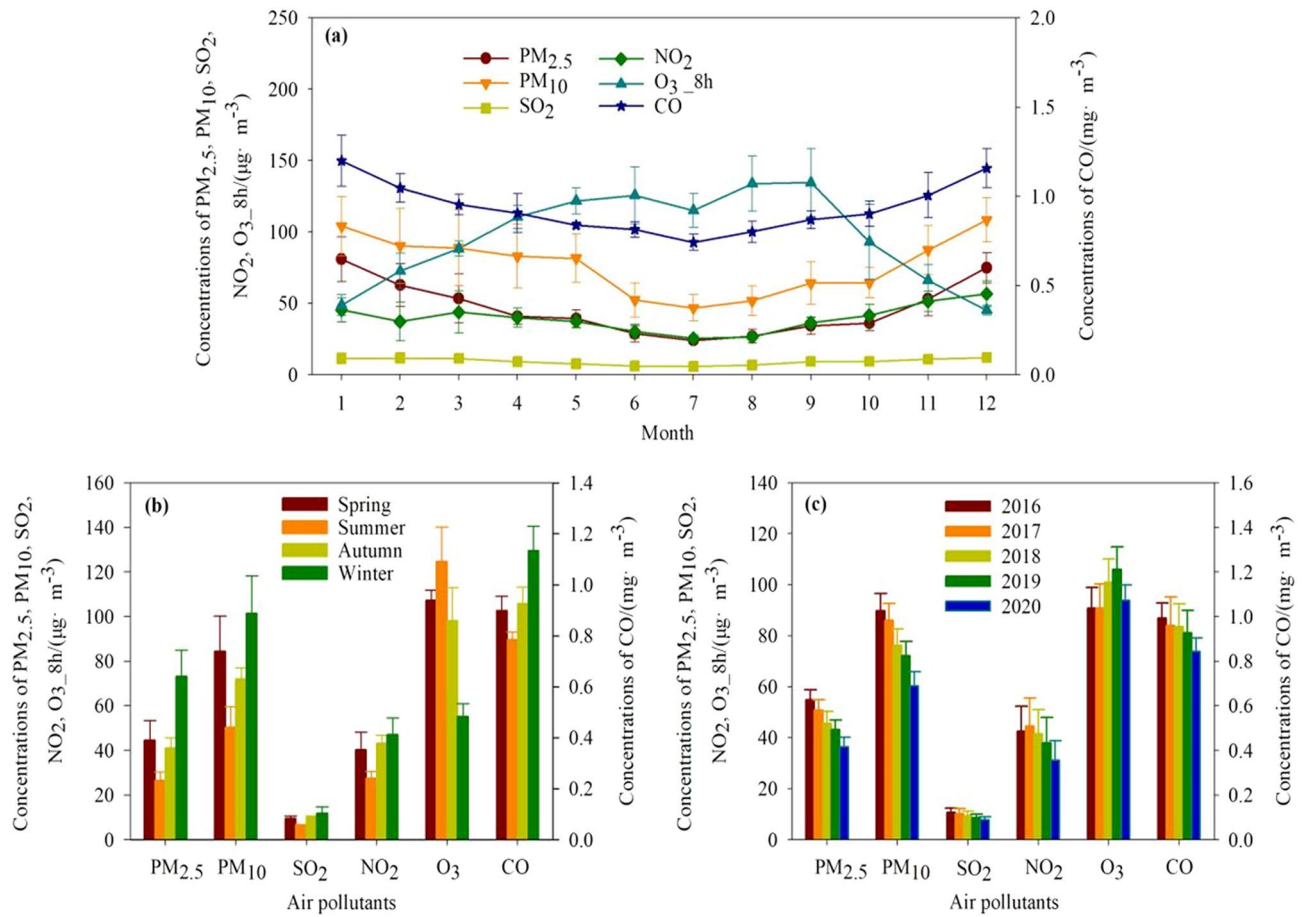 (a)
PM2.5
PM10
SO2
NO2
O3_8h
CO
Concentrations of PM2.5, PM10, SO2,
NO2, O3_8h/(μg· m-3)
250
200
150
100
50
0
Concentrations of CO/(mg· m-3)
2.0
1.5
1.0
0.5
0.0
1 2 3 4 5 6 7 8 9 10 11 12
Month
(b)
Spring
Summer
Autumn
Winter
Concentrations of PM2.5, PM10, SO2,
NO2, O3_8h/(μg· m-3)
160
140
120
100
80
60
40
20
0
Concentrations of CO/(mg· m-3)
1.4
1.2
1.0
0.8
0.6
0.4
0.2
0.0
PM2.5 PM10 SO2 NO2 O3 CO
Air pollutants
(c)
2016
2017
2018
2019
2020
Concentrations of PM2.5, PM10, SO2,
NO2, O3_8h/(μg· m-3)
140
120
100
80
60
40
20
0
Concentrations of CO/(mg· m-3)
1.6
1.4
1.2
1.0
0.8
0.6
0.4
0.2
0.0
PM2.5 PM10 SO2 NO2 O3 CO
Air pollutants